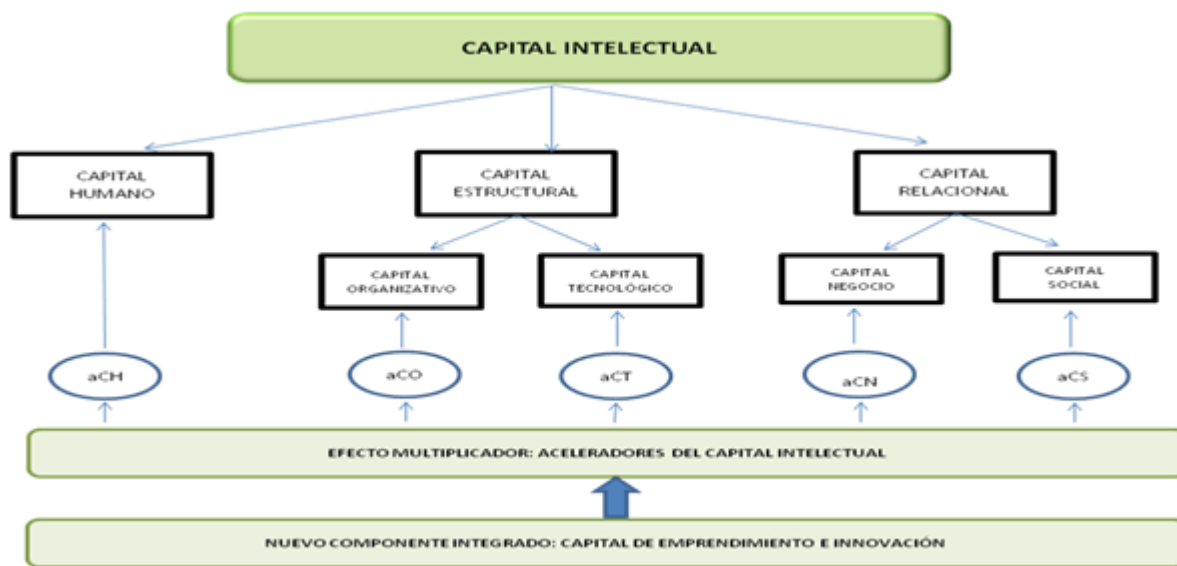 CAPITAL INTELECTUAL
CAPITAL
HUMANO
CAPITAL
ESTRUCTURAL
CAPITAL
RELACIONAL
CAPITAL
ORGANIZATIVO
CAPITAL
TECNOLÓGICO
CAPITAL
NEGOCIO
CAPITAL
SOCIAL
aCH
aCO
aCT
aCN
aCS
EFECTO MULTIPLICADOR: ACELERADORES DEL CAPITAL INTELECTUAL
NUEVO COMPONENTE INTEGRADO: CAPITAL DE EMPRENDIMIENTO E INNOVACIÓN